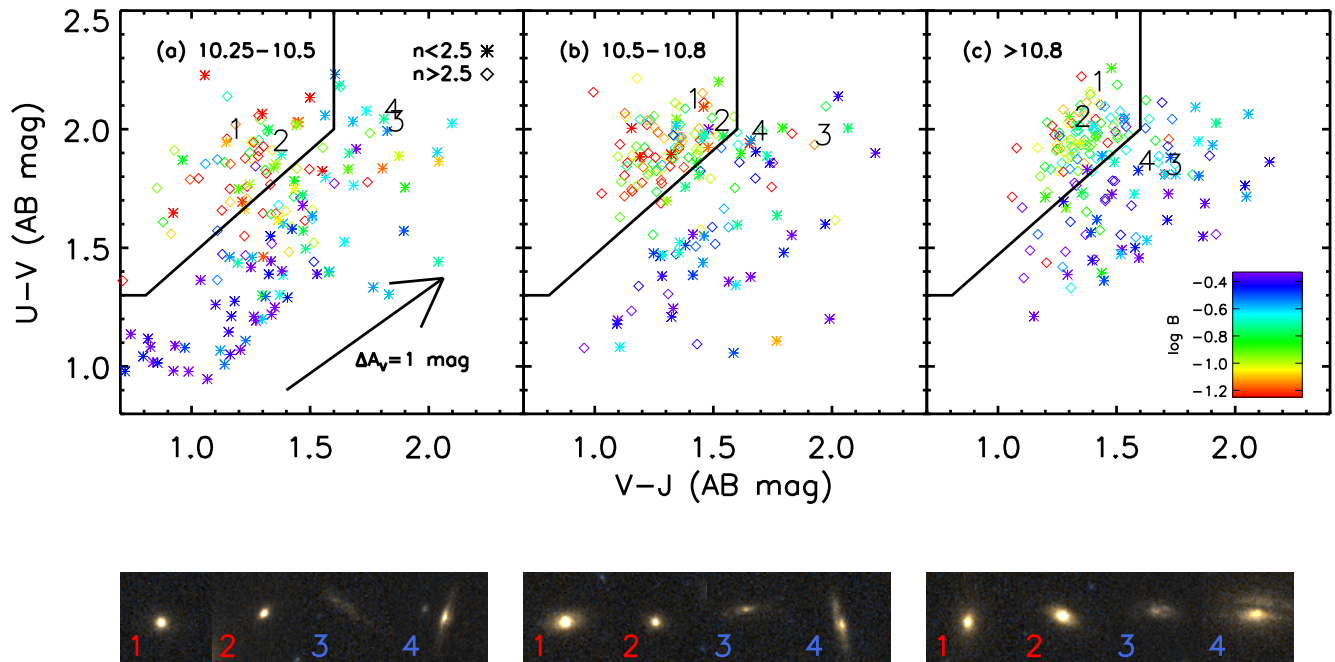 2.5
2.0
1.5
1.0
U−V (AB mag)
(a) 10.25−10.5
n<2.5
n>2.5
1
2
4
3
ΔAv=1 mag
(b) 10.5−10.8
1
2
4
3
(c) >10.8
1
2
4
3
log B
−0.4
−0.6
−0.8
−1.0
−1.2
1.0 1.5 2.0
1.0 1.5 2.0
1.0 1.5 2.0
V−J (AB mag)
1 2 3 4
1 2 3 4
1 2 3 4